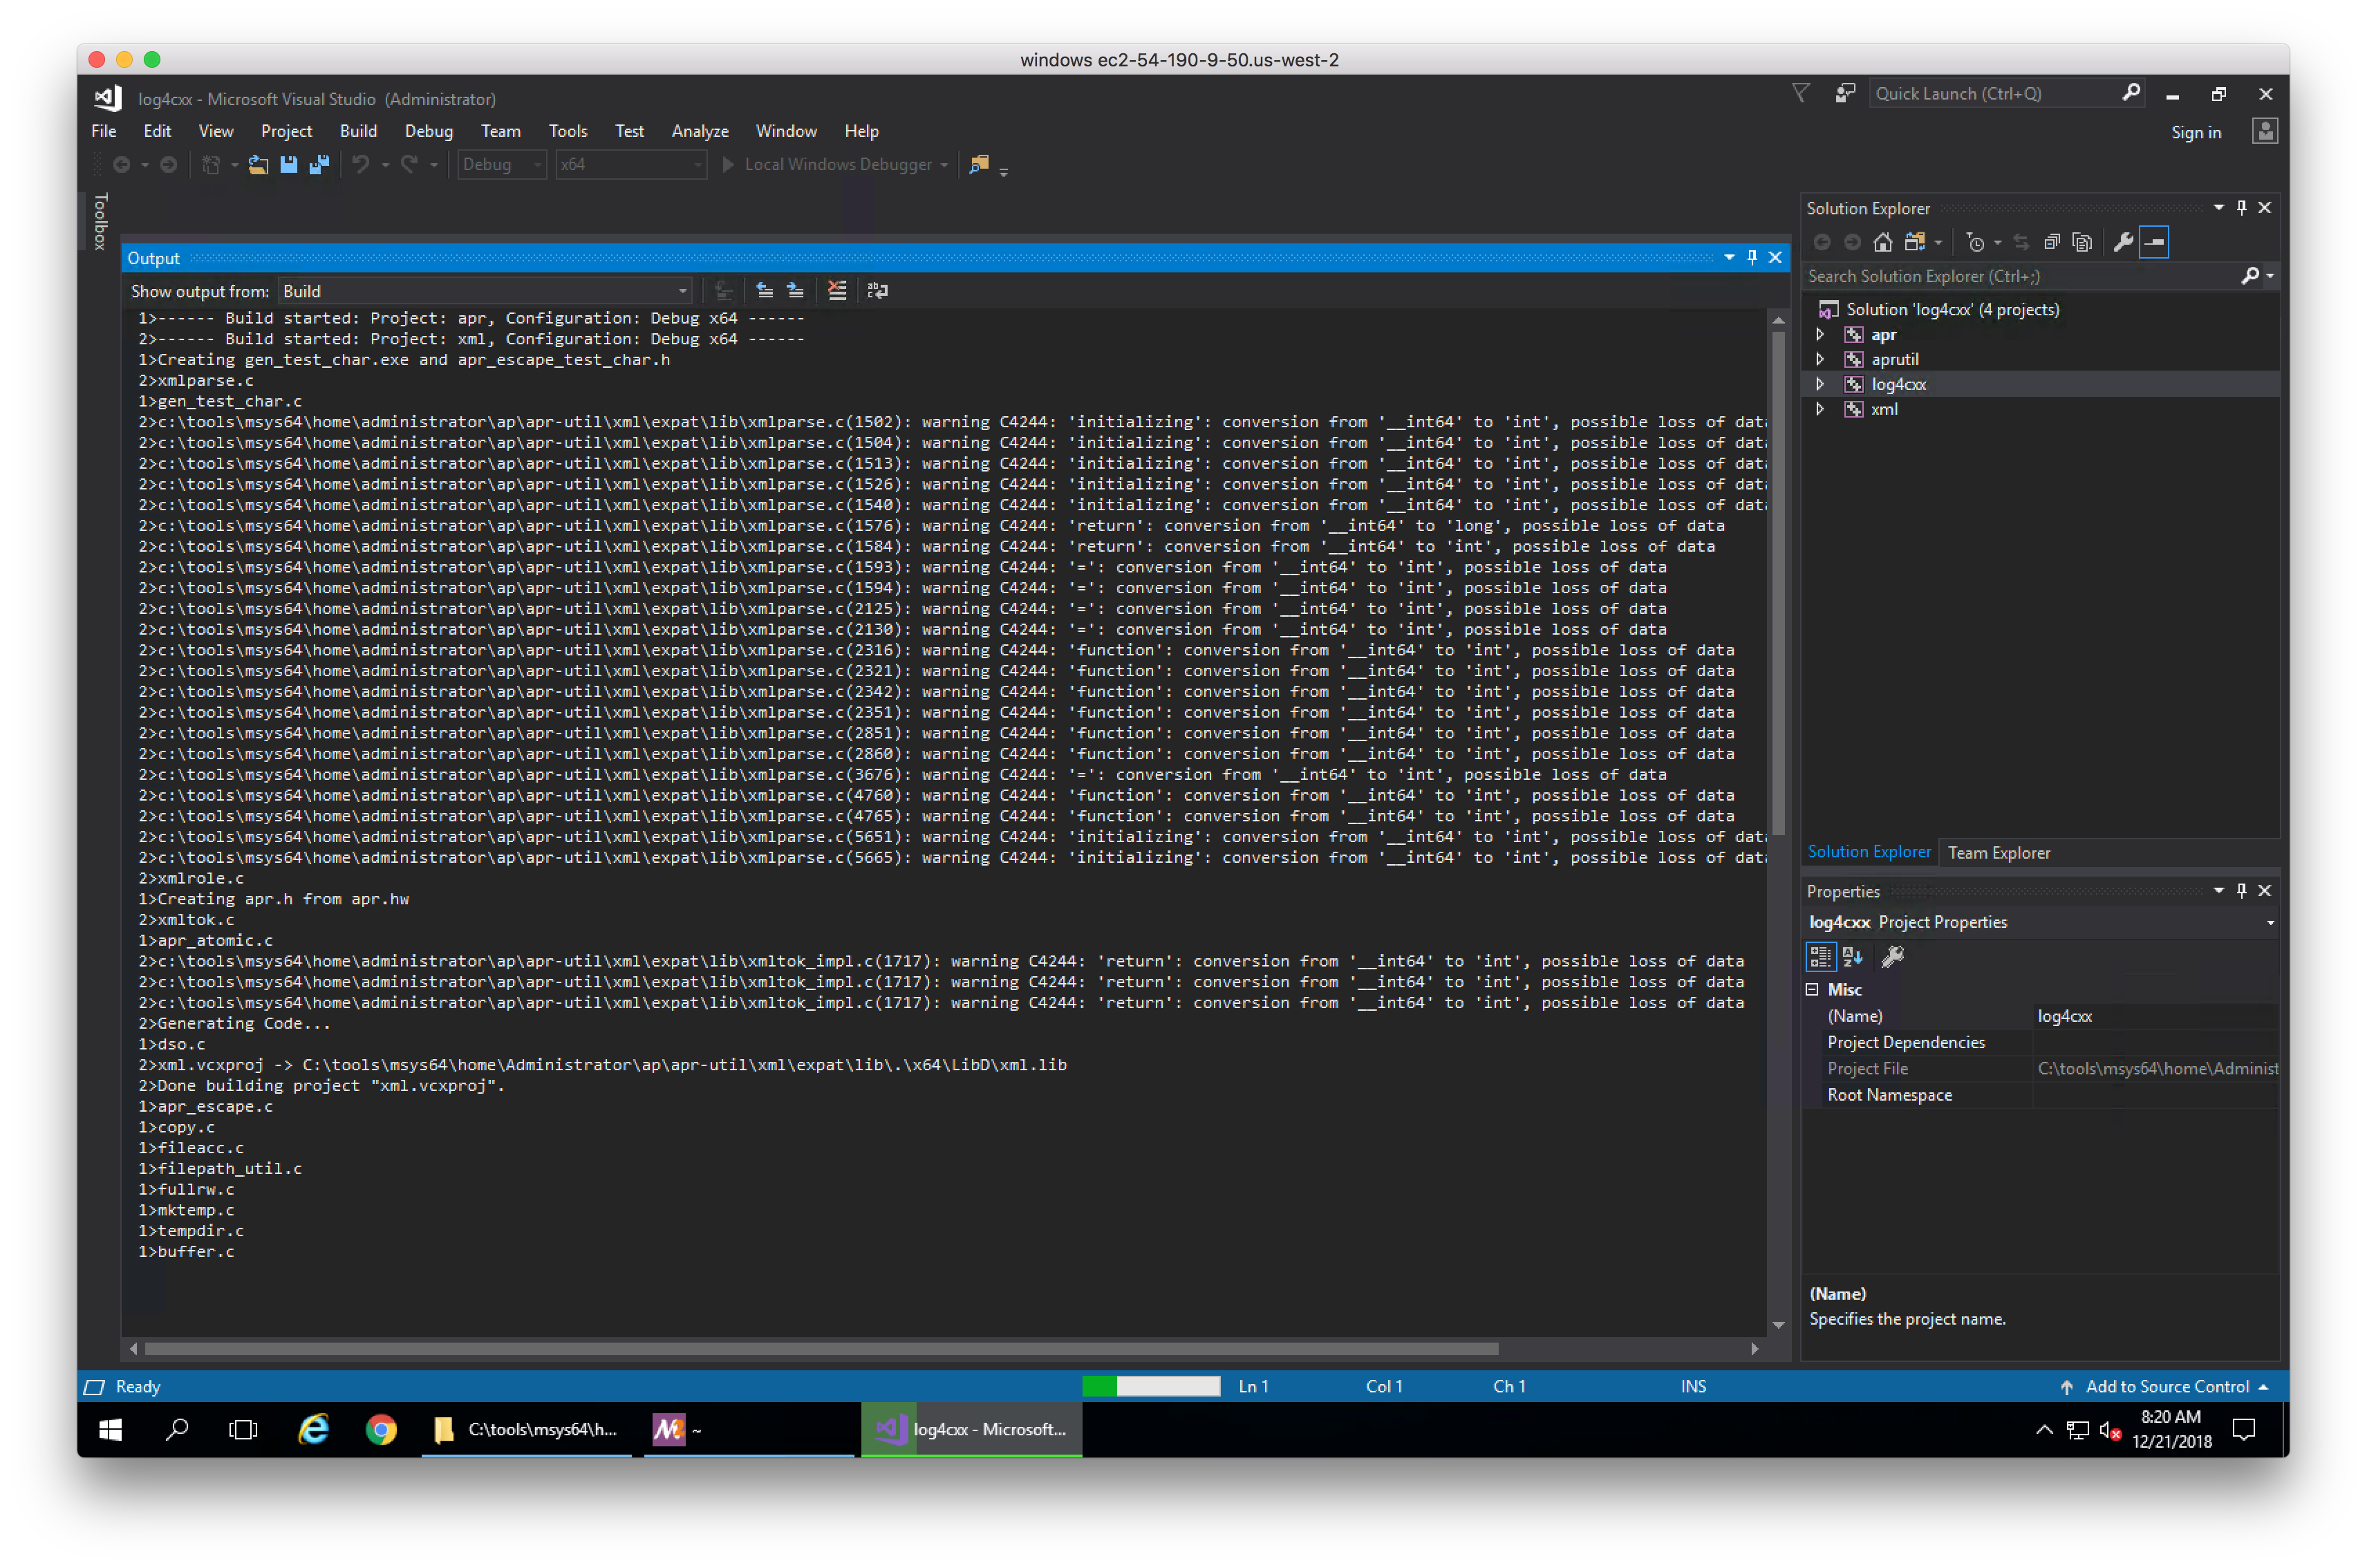 windows ec2-54-190-9-50.us-west-2
log4cxx - Microsoft Visual Studio (Administrator)
Quick Launch (Ctrl+Q)
File Edit View Project Build Debug Team Tools Test Analyze Window Help
Sign in
Debug x64 Local Windows Debugger
Toolbox
Output
Show output from: Build
1>------ Build started: Project: apr, Configuration: Debug x64 ------
2>------ Build started: Project: xml, Configuration: Debug x64 ------
1>Creating gen_test_char.exe and apr_escape_test_char.h
2>xmlparse.c
1>gen_test_char.c
2>c:\tools\msys64\home\administrator\ap\apr-util\xml\expat\lib\xmlparse.c(1502): warning C4244: 'initializing': conversion from '__int64' to 'int', possible loss of data
2>c:\tools\msys64\home\administrator\ap\apr-util\xml\expat\lib\xmlparse.c(1504): warning C4244: 'initializing': conversion from '__int64' to 'int', possible loss of data
2>c:\tools\msys64\home\administrator\ap\apr-util\xml\expat\lib\xmlparse.c(1513): warning C4244: 'initializing': conversion from '__int64' to 'int', possible loss of data
2>c:\tools\msys64\home\administrator\ap\apr-util\xml\expat\lib\xmlparse.c(1526): warning C4244: 'initializing': conversion from '__int64' to 'int', possible loss of data
2>c:\tools\msys64\home\administrator\ap\apr-util\xml\expat\lib\xmlparse.c(1540): warning C4244: 'initializing': conversion from '__int64' to 'int', possible loss of data
2>c:\tools\msys64\home\administrator\ap\apr-util\xml\expat\lib\xmlparse.c(1576): warning C4244: 'return': conversion from '__int64' to 'long', possible loss of data
2>c:\tools\msys64\home\administrator\ap\apr-util\xml\expat\lib\xmlparse.c(1584): warning C4244: 'return': conversion from '__int64' to 'int', possible loss of data
2>c:\tools\msys64\home\administrator\ap\apr-util\xml\expat\lib\xmlparse.c(1593): warning C4244: '=': conversion from '__int64' to 'int', possible loss of data
2>c:\tools\msys64\home\administrator\ap\apr-util\xml\expat\lib\xmlparse.c(1594): warning C4244: '=': conversion from '__int64' to 'int', possible loss of data
2>c:\tools\msys64\home\administrator\ap\apr-util\xml\expat\lib\xmlparse.c(2125): warning C4244: '=': conversion from '__int64' to 'int', possible loss of data
2>c:\tools\msys64\home\administrator\ap\apr-util\xml\expat\lib\xmlparse.c(2130): warning C4244: '=': conversion from '__int64' to 'int', possible loss of data
2>c:\tools\msys64\home\administrator\ap\apr-util\xml\expat\lib\xmlparse.c(2316): warning C4244: 'function': conversion from '__int64' to 'int', possible loss of data
2>c:\tools\msys64\home\administrator\ap\apr-util\xml\expat\lib\xmlparse.c(2321): warning C4244: 'function': conversion from '__int64' to 'int', possible loss of data
2>c:\tools\msys64\home\administrator\ap\apr-util\xml\expat\lib\xmlparse.c(2342): warning C4244: 'function': conversion from '__int64' to 'int', possible loss of data
2>c:\tools\msys64\home\administrator\ap\apr-util\xml\expat\lib\xmlparse.c(2351): warning C4244: 'function': conversion from '__int64' to 'int', possible loss of data
2>c:\tools\msys64\home\administrator\ap\apr-util\xml\expat\lib\xmlparse.c(2851): warning C4244: 'function': conversion from '__int64' to 'int', possible loss of data
2>c:\tools\msys64\home\administrator\ap\apr-util\xml\expat\lib\xmlparse.c(2860): warning C4244: 'function': conversion from '__int64' to 'int', possible loss of data
2>c:\tools\msys64\home\administrator\ap\apr-util\xml\expat\lib\xmlparse.c(3676): warning C4244: '=': conversion from '__int64' to 'int', possible loss of data
2>c:\tools\msys64\home\administrator\ap\apr-util\xml\expat\lib\xmlparse.c(4760): warning C4244: 'function': conversion from '__int64' to 'int', possible loss of data
2>c:\tools\msys64\home\administrator\ap\apr-util\xml\expat\lib\xmlparse.c(4765): warning C4244: 'function': conversion from '__int64' to 'int', possible loss of data
2>c:\tools\msys64\home\administrator\ap\apr-util\xml\expat\lib\xmlparse.c(5651): warning C4244: 'initializing': conversion from '__int64' to 'int', possible loss of data
2>c:\tools\msys64\home\administrator\ap\apr-util\xml\expat\lib\xmlparse.c(5665): warning C4244: 'initializing': conversion from '__int64' to 'int', possible loss of data
2>xmlrole.c
1>Creating apr.h from apr.hw
2>xmltok.c
1>apr_atomic.c
2>c:\tools\msys64\home\administrator\ap\apr-util\xml\expat\lib\xmltok_impl.c(1717): warning C4244: 'return': conversion from '__int64' to 'int', possible loss of data
2>c:\tools\msys64\home\administrator\ap\apr-util\xml\expat\lib\xmltok_impl.c(1717): warning C4244: 'return': conversion from '__int64' to 'int', possible loss of data
2>c:\tools\msys64\home\administrator\ap\apr-util\xml\expat\lib\xmltok_impl.c(1717): warning C4244: 'return': conversion from '__int64' to 'int', possible loss of data
2>Generating Code...
1>dso.c
2>xml.vcxproj -> C:\tools\msys64\home\Administrator\ap\apr-util\xml\expat\lib\.\x64\LibD\xml.lib
2>Done building project "xml.vcxproj".
1>apr_escape.c
1>copy.c
1>fileacc.c
1>filepath_util.c
1>fullrw.c
1>mktemp.c
1>tempdir.c
1>buffer.c
Solution Explorer
Search Solution Explorer (Ctrl+;)
Solution 'log4cxx' (4 projects)
apr
aprutil
log4cxx
xml
Solution Explorer Team Explorer
Properties
log4cxx Project Properties
Misc
(Name) log4cxx
Project Dependencies
Project File C:\tools\msys64\home\Administ
Root Namespace
(Name)
Specifies the project name.
Ready Ln 1 Col 1 Ch 1 INS Add to Source Control
C:\tools\msys64\h... ~ log4cxx - Microsoft...
8:20 AM
12/21/2018